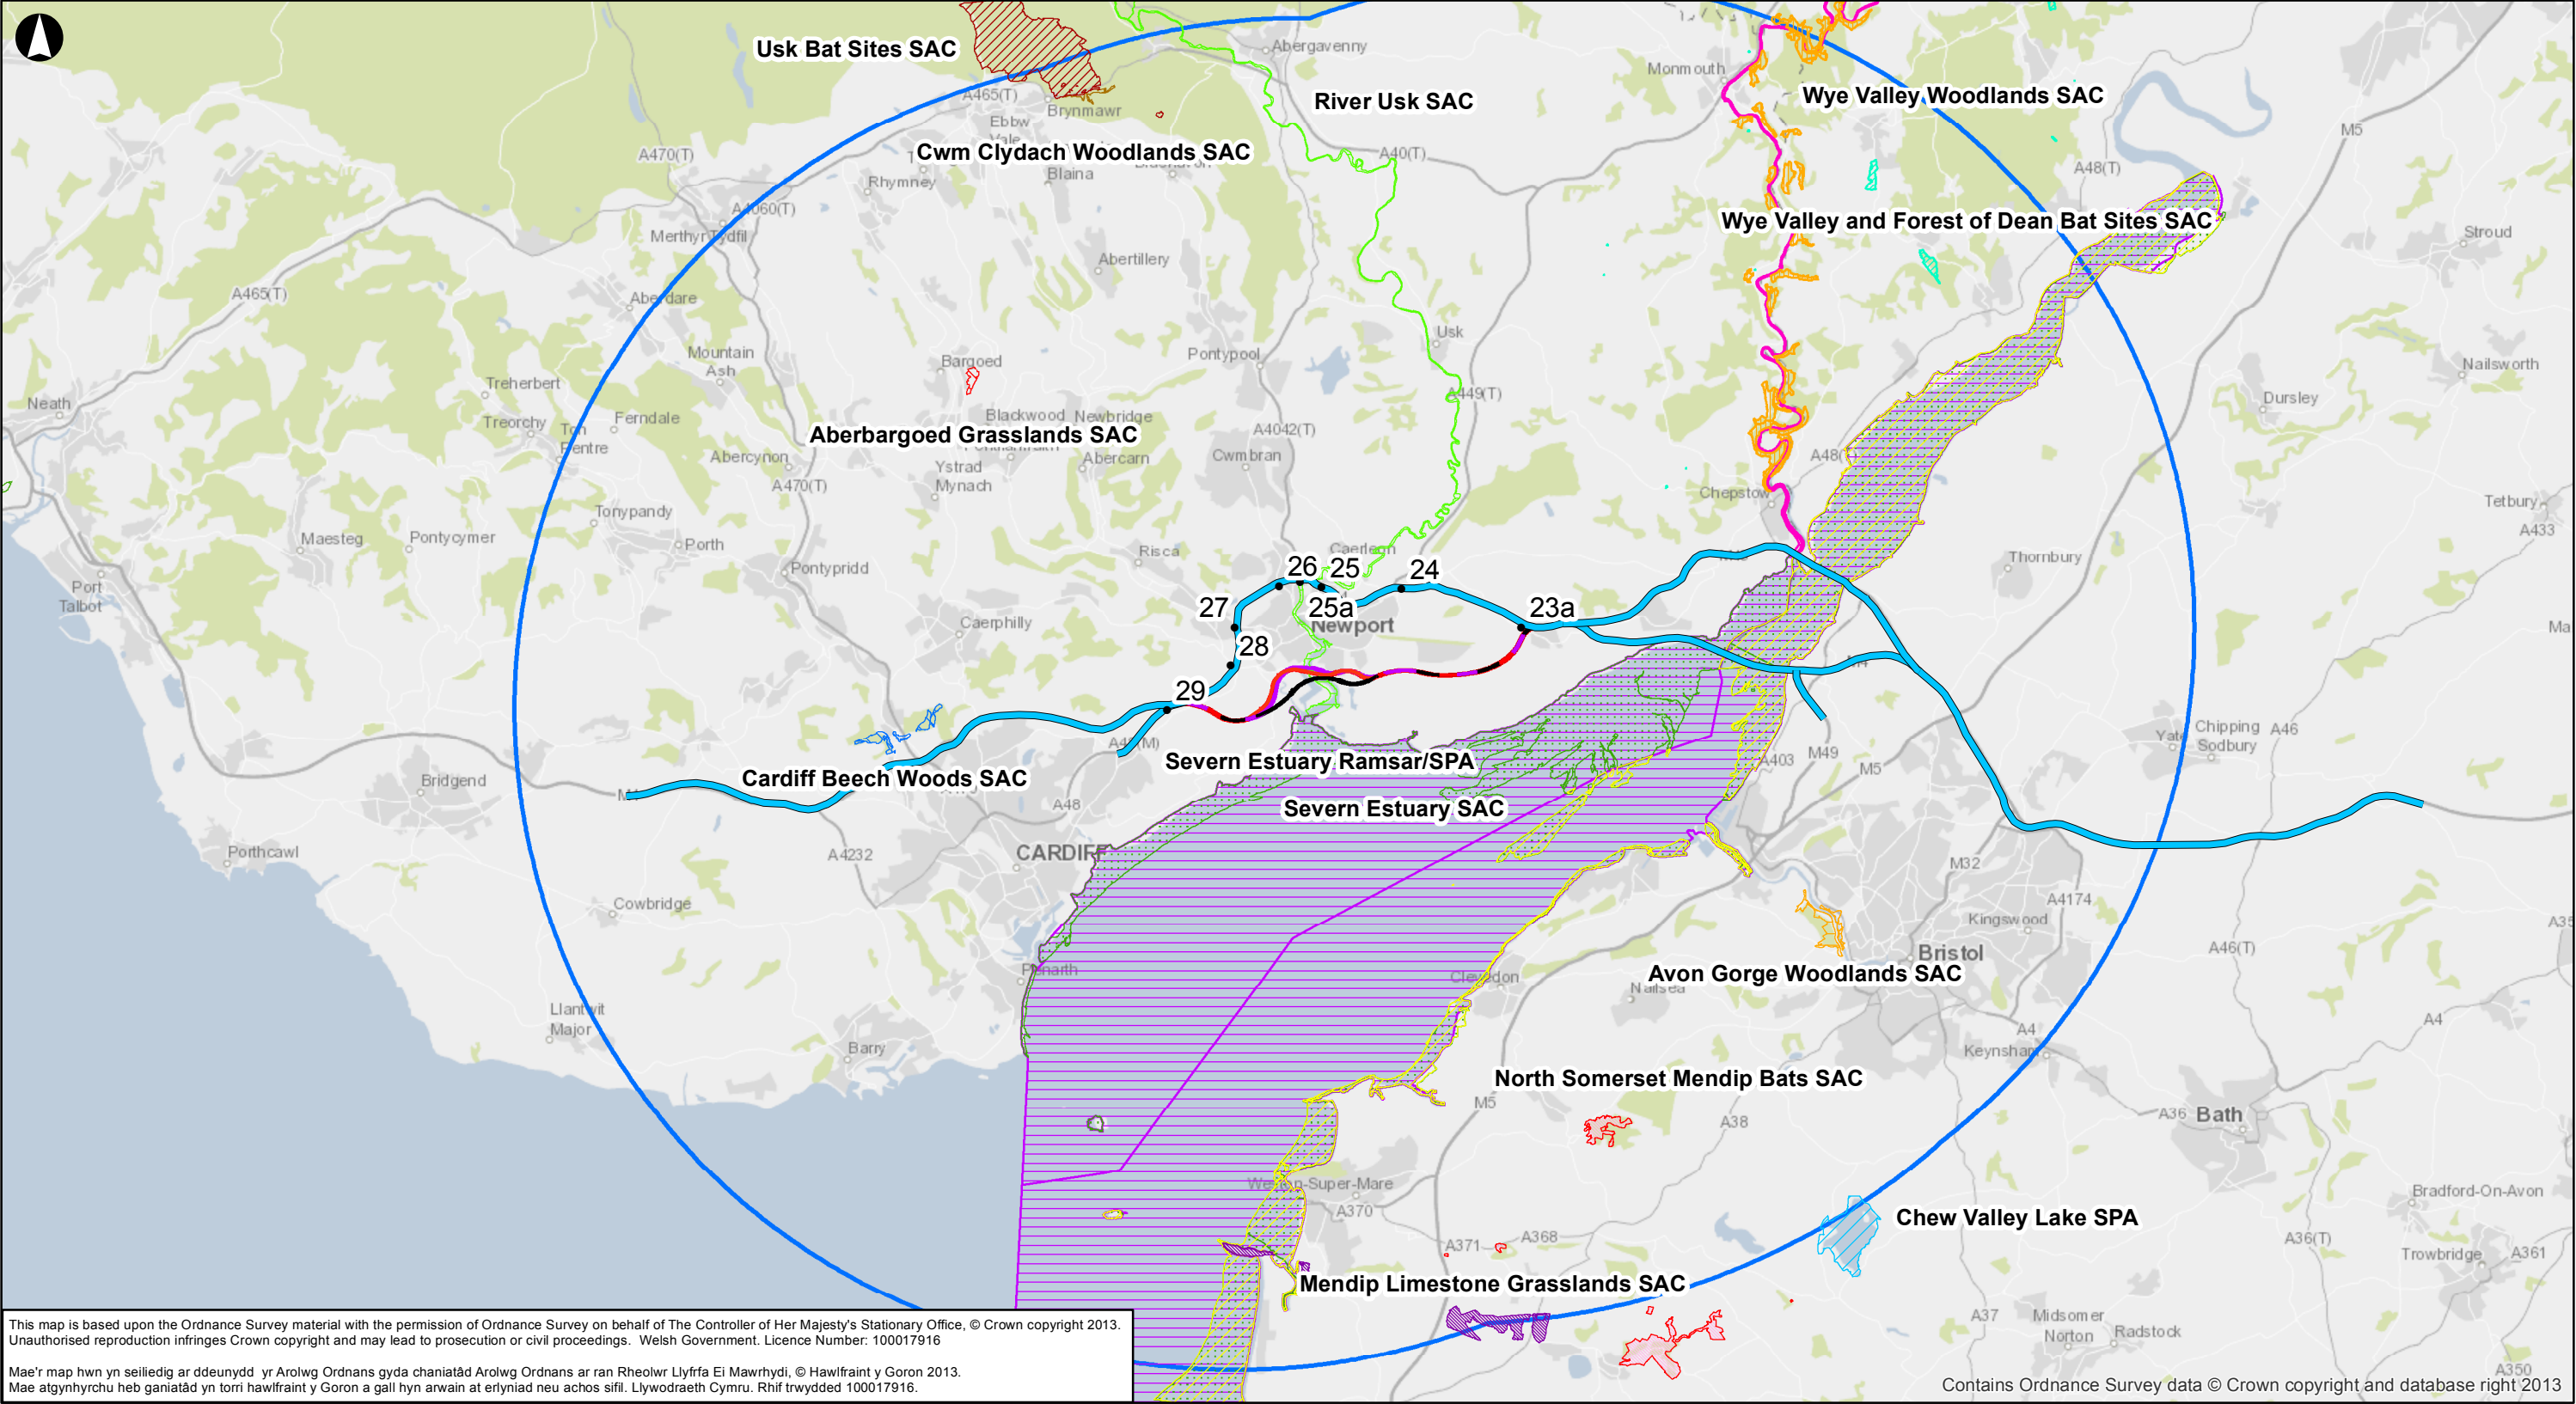 Usk Bat Sites SAC
Abergavenny
Monmouth
River Usk SAC
Wye Valley Woodlands SAC
A465(T)
Brynmawr
Ebbw
Vale
M5
A470(T)
Cwm Clydach Woodlands SAC
A40(T)
A48(T)
Rhymney
Blaina
A4060(T)
Merthyr Tydfil
Wye Valley and Forest of Dean Bat Sites SAC
Stroud
Abertillery
A465(T)
Aberdare
Usk
Mountain
Ash
Bargoed
Pontypool
Nailsworth
Treherbert
A449(T)
Dursley
Neath
Treorchy
Ferndale
Ton
Pentre
Blackwood
Newbridge
Aberbargoed Grasslands SAC
A4042(T)
Abercynon
Abercarn
Cwmbran
Ystrad
Mynach
A470(T)
Chepstow
Tetbury
A433
Tonypandy
Maesteg
Pontycymer
Porth
Risca
Caerleon
Thornbury
Pontypridd
Port
Talbot
26
25
24
27
25a
23a
Newport
Caerphilly
28
29
Chipping
Sodbury
A46
Yate
Severn Estuary Ramsar/SPA
A403
M49
M5
Cardiff Beech Woods SAC
Bridgend
Severn Estuary SAC
A48
Porthcawl
A4232
CARDIFF
M32
A4174
Cowbridge
Kingswood
A46(T)
Bristol
Penarth
Avon Gorge Woodlands SAC
Clevedon
Nailsea
Llantwit
Major
A4
A4
Barry
Keynsham
North Somerset Mendip Bats SAC
M5
A38
A36
Bath
Weston-Super-Mare
A370
Bradford-On-Avon
Chew Valley Lake SPA
A371
A368
A36(T)
Trowbridge
A361
Mendip Limestone Grasslands SAC
A37
Midsomer
Norton
Radstock
A350
This map is based upon the Ordnance Survey material with the permission of Ordnance Survey on behalf of The Controller of Her Majesty's Stationary Office, © Crown copyright 2013.
Unauthorised reproduction infringes Crown copyright and may lead to prosecution or civil proceedings. Welsh Government. Licence Number: 100017916
Mae'r map hwn yn seiliedig ar ddeunydd yr Arolwg Ordnans gyda chaniatâd Arolwg Ordnans ar ran Rheolwr Llyfrfa Ei Mawrhydi, © Hawlfraint y Goron 2013.
Mae atgynhyrchu heb ganiatâd yn torri hawlfraint y Goron a gall hyn arwain at erlyniad neu achos sifil. Llywodraeth Cymru. Rhif trwydded 100017916.
Contains Ordnance Survey data © Crown copyright and database right 2013